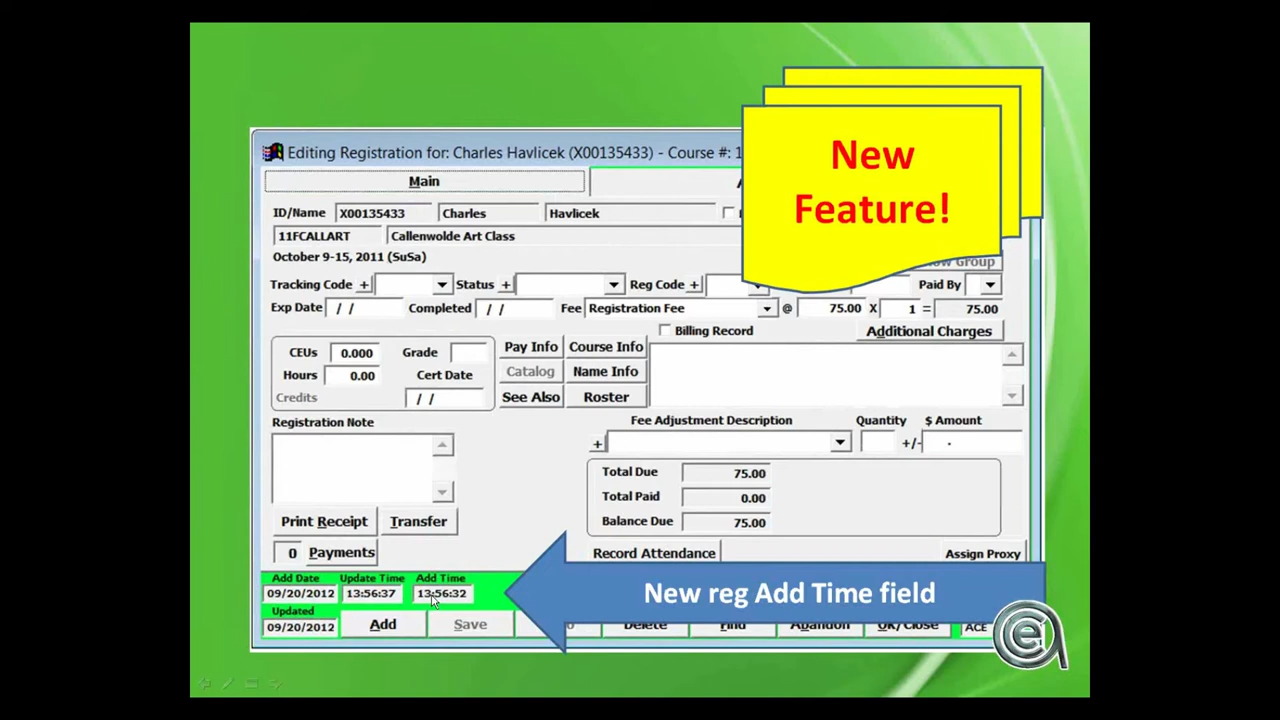 New
Feature!
Editing Registration for: Charles Havlicek (X00135433) - Course #: 1
Main
ID/Name X00135433 Charles Havlicek
11FCALLART Callenwolde Art Class
October 9-15, 2011 (SuSa)
Group
Tracking Code + Status + Reg Code + Paid By
Exp Date / / Completed / / Fee Registration Fee @ 75.00 X 1 = 75.00
Billing Record Additional Charges
CEUs 0.000 Grade Pay Info Course Info
Hours 0.00 Cert Date Catalog Name Info
Credits / / See Also Roster
Registration Note Fee Adjustment Description Quantity $ Amount
+ +/- .
Total Due 75.00
Total Paid 0.00
Print Receipt Transfer Balance Due 75.00
0 Payments Record Attendance Assign Proxy
Add Date Update Time Add Time
09/20/2012 13:56:37 13:56:32 New reg Add Time field
Updated
09/20/2012 Add Save Delete Find Abandon OK/Close ACE